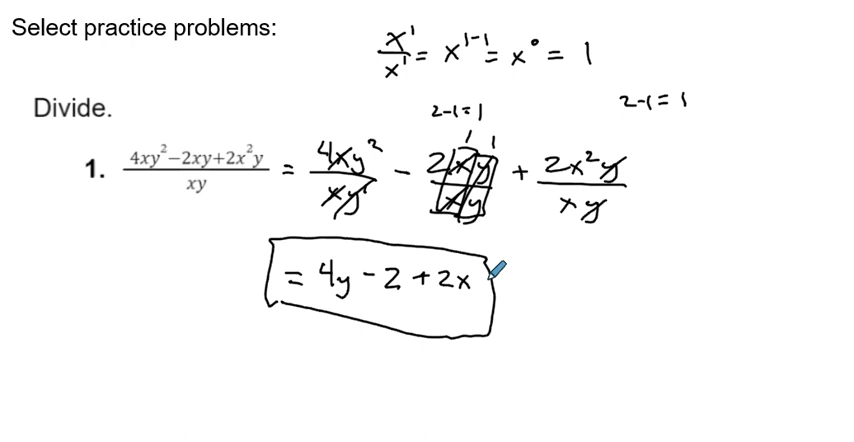 Select practice problems:
x¹/x¹ = x¹⁻¹ = x⁰ = 1
Divide.
2-1=1
2-1=1
1. (4xy²-2xy+2x²y)/xy = 4xy²/xy - 2xy/xy + 2x²y/xy
= 4y - 2 + 2x